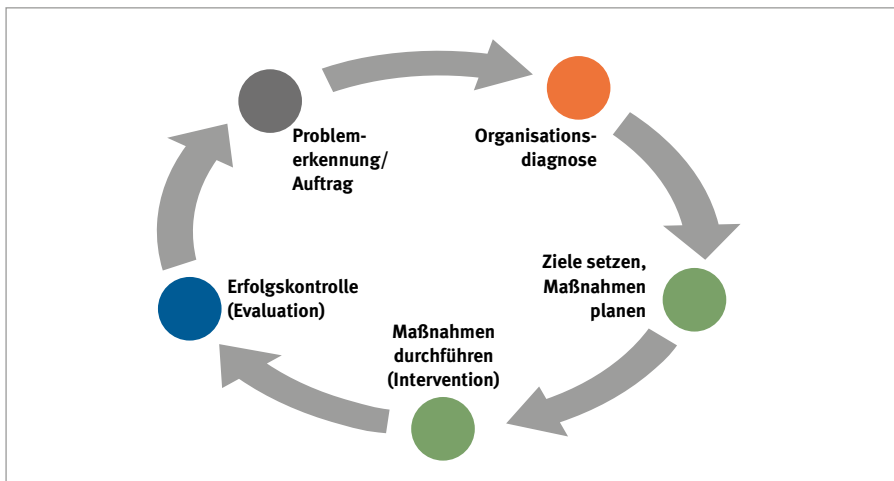 Problem-
erkennung/
Auftrag
Organisations-
diagnose
Ziele setzen,
Maßnahmen
planen
Maßnahmen
durchführen
(Intervention)
Erfolgskontrolle
(Evaluation)